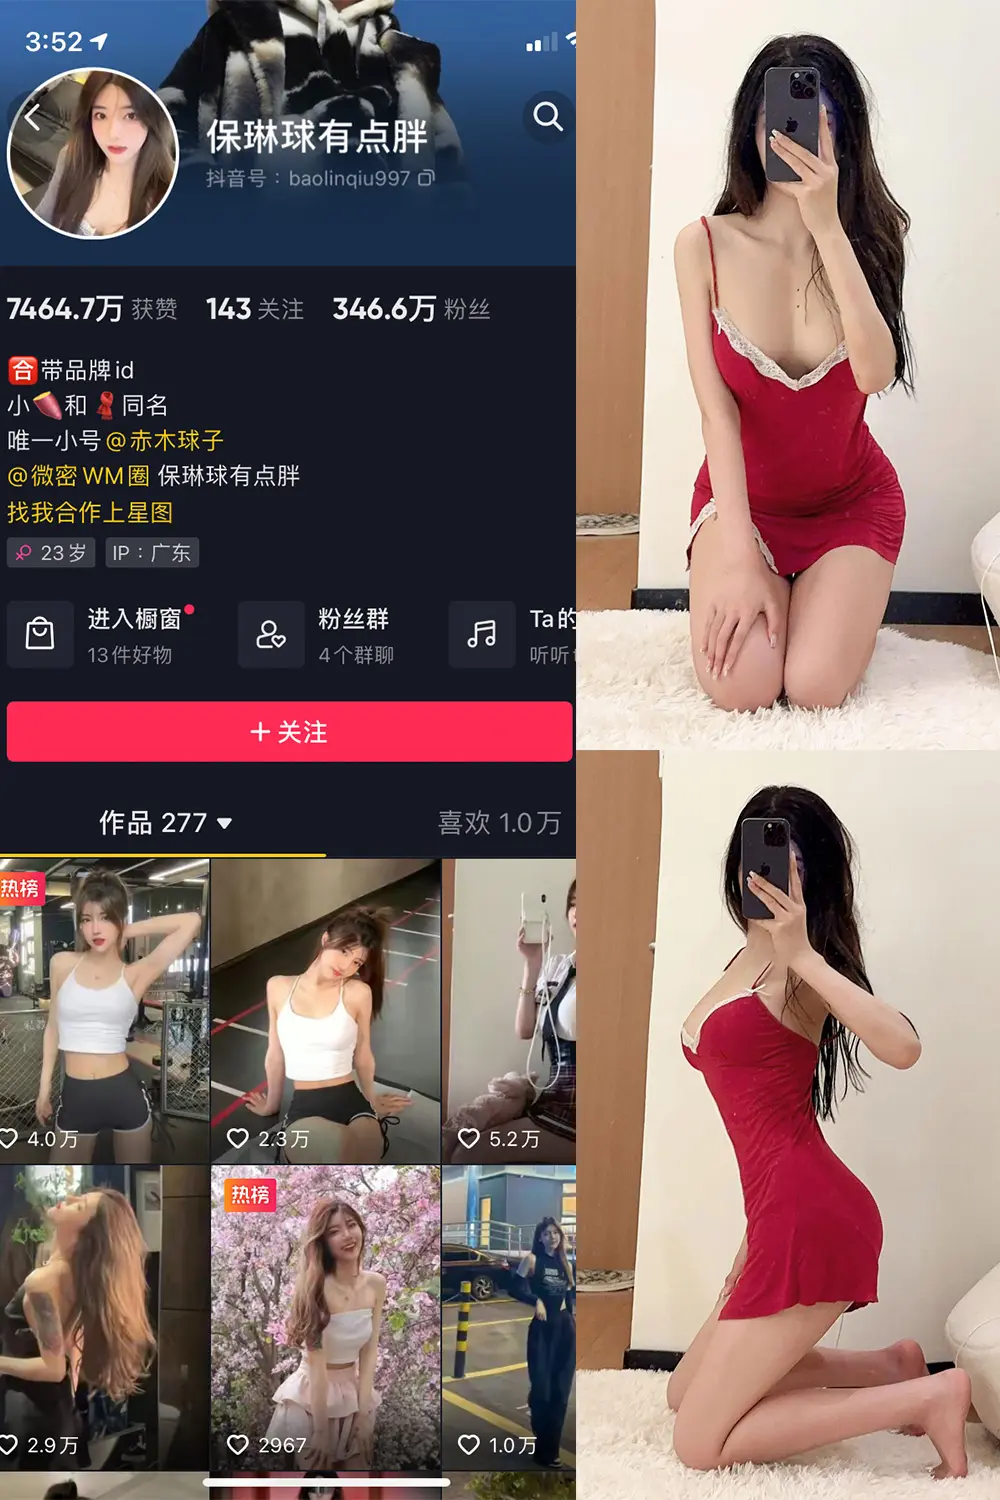 3:52
保琳球有点胖
抖音号：baolinqiu997
7464.7万 获赞 143 关注 346.6万 粉丝
合 带品牌id
小🍠和🧣同名
唯一小号@赤木球子
@微密WM圈 保琳球有点胖
找我合作上星图
23岁 IP：广东
进入橱窗
13件好物
粉丝群
4个群聊
Ta的
听听
+ 关注
作品 277 喜欢 1.0万
热榜
4.0万
2.3万
5.2万
热榜
2.9万
2967
1.0万